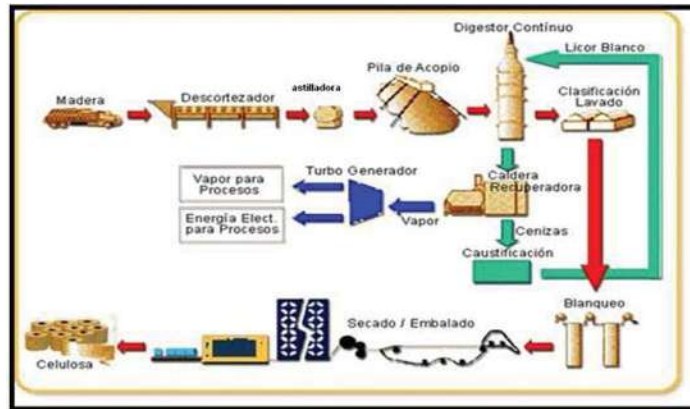 Digestor Contínuo
Licor Blanco
Pila de Acopio
astilladora
Clasificación
Lavado
Descortezador
Madera
Turbo Generador
Caldera
Recuperadora
Vapor para
Procesos
Energía Elect.
para Procesos
Vapor
Cenizas
Caustificación
Blanqueo
Secado / Embalado
Celulosa